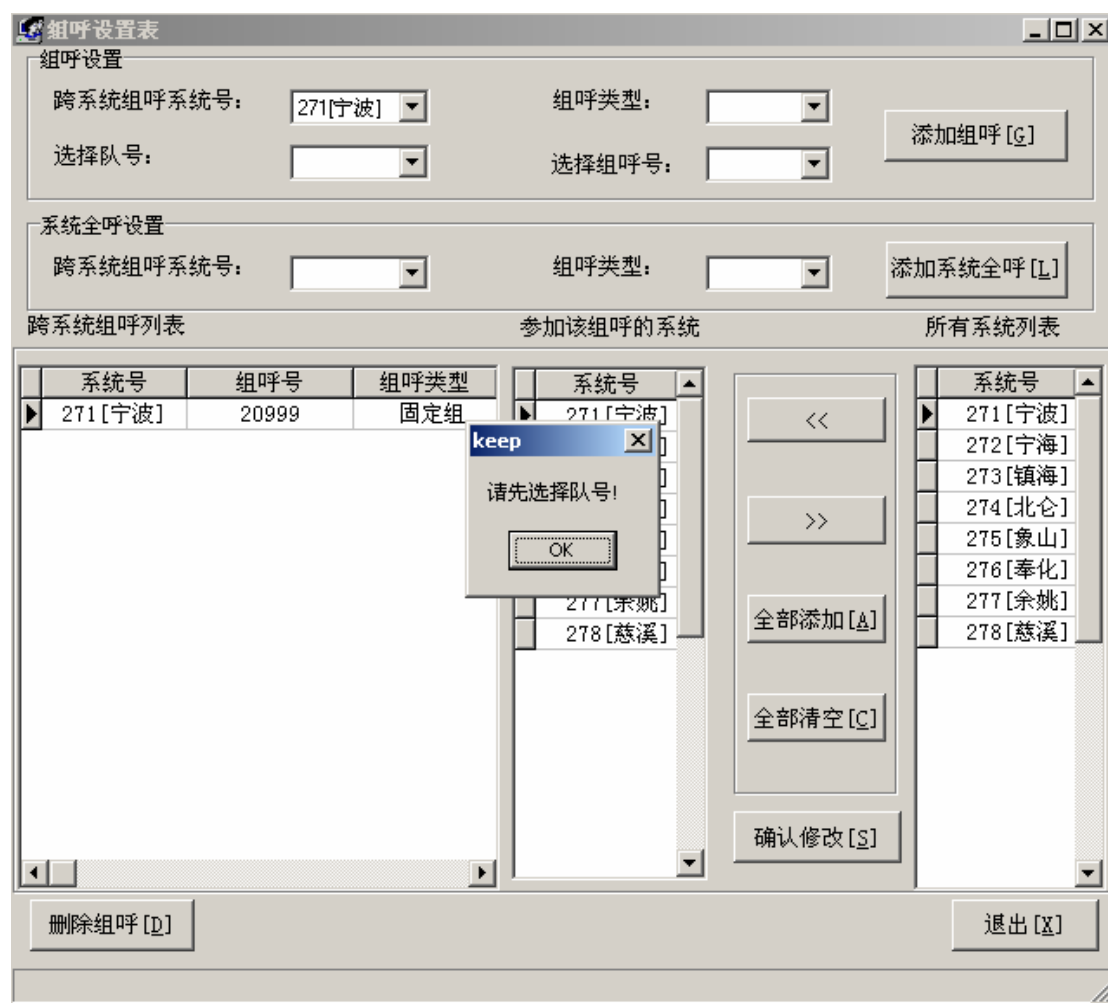 组呼设置表
组呼设置
跨系统组呼系统号: 271[宁波] 组呼类型:
添加组呼[G]
选择队号: 选择组呼号:
系统全呼设置
跨系统组呼系统号: 组呼类型: 添加系统全呼[L]
跨系统组呼列表 参加该组呼的系统 所有系统列表
系统号 组呼号 组呼类型
271[宁波] 20999 固定组
系统号
271[宁波]
277[余姚]
278[慈溪]
keep
请先选择队号!
OK
<<
>>
全部添加[A]
全部清空[C]
确认修改[S]
系统号
271[宁波]
272[宁海]
273[镇海]
274[北仑]
275[象山]
276[奉化]
277[余姚]
278[慈溪]
删除组呼[D] 退出[X]